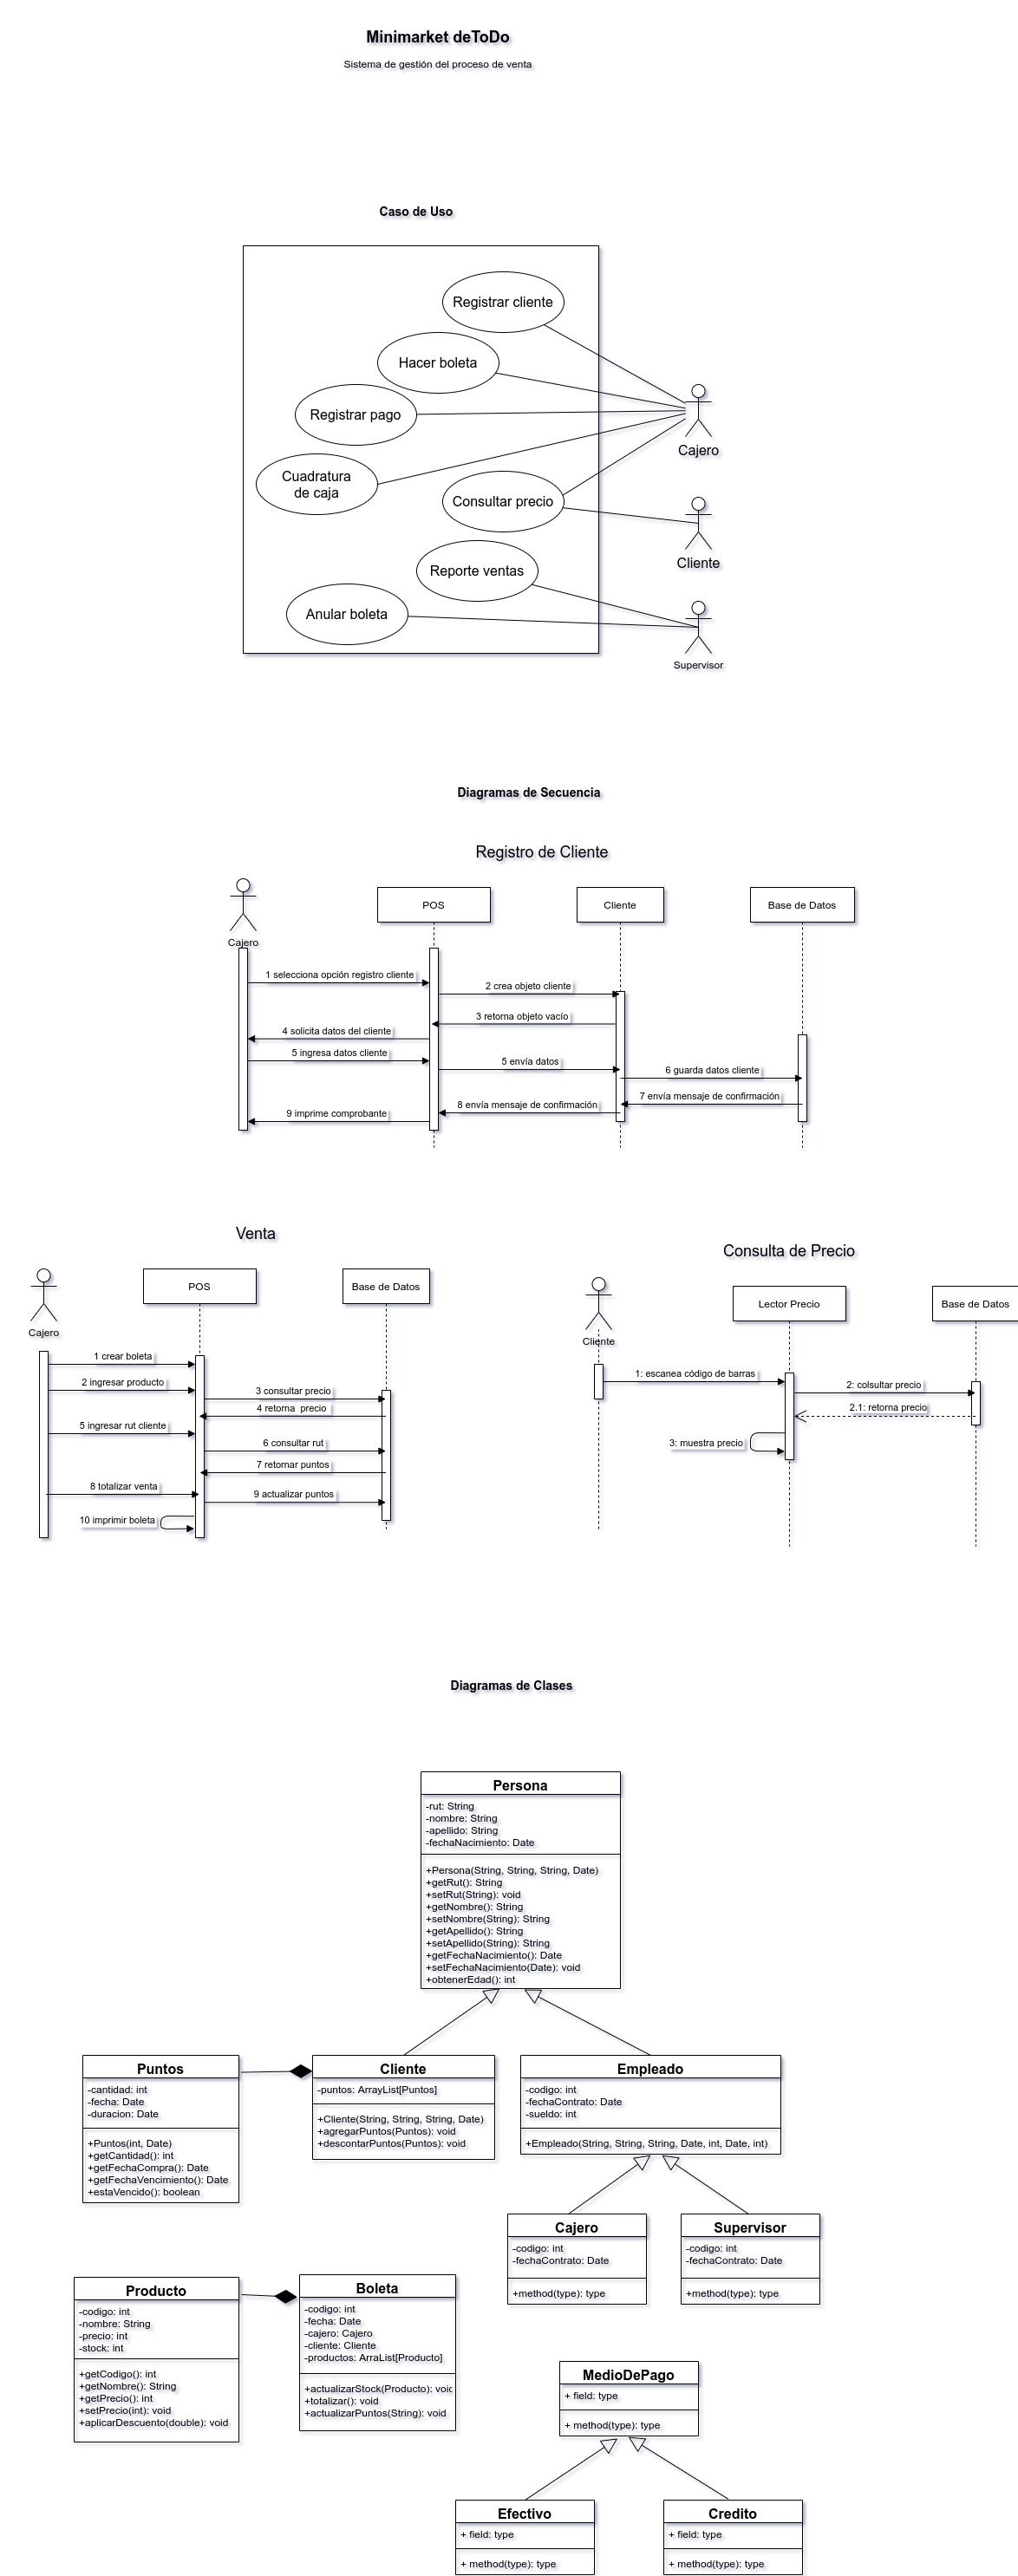 Minimarket deToDo
Sistema de gestión del proceso de venta
Caso de Uso
Registrar cliente
Hacer boleta
Registrar pago
Cuadratura
de caja
Consultar precio
Reporte ventas
Anular boleta
Cajero
Cliente
Supervisor
Diagramas de Secuencia
Registro de Cliente
Cajero
POS
Cliente
Base de Datos
1 selecciona opción registro cliente
2 crea objeto cliente
3 retorna objeto vacío
4 solicita datos del cliente
5 ingresa datos cliente
5 envía datos
6 guarda datos cliente
7 envía mensaje de confirmación
8 envía mensaje de confirmación
9 imprime comprobante
Venta
Cajero
POS
Base de Datos
1 crear boleta
2 ingresar producto
3 consultar precio
4 retorna precio
5 ingresar rut cliente
6 consultar rut
7 retornar puntos
8 totalizar venta
9 actualizar puntos
10 imprimir boleta
Consulta de Precio
Cliente
Lector Precio
Base de Datos
1: escanea código de barras
2: colsultar precio
2.1: retorna precio
3: muestra precio
Diagramas de Clases
Persona
-rut: String
-nombre: String
-apellido: String
-fechaNacimiento: Date
+Persona(String, String, String, Date)
+getRut(): String
+setRut(String): void
+getNombre(): String
+setNombre(String): String
+getApellido(): String
+setApellido(String): String
+getFechaNacimiento(): Date
+setFechaNacimiento(Date): void
+obtenerEdad(): int
Puntos
-cantidad: int
-fecha: Date
-duracion: Date
+Puntos(int, Date)
+getCantidad(): int
+getFechaCompra(): Date
+getFechaVencimiento(): Date
+estaVencido(): boolean
Cliente
-puntos: ArrayList[Puntos]
+Cliente(String, String, String, Date)
+agregarPuntos(Puntos): void
+descontarPuntos(Puntos): void
Empleado
-codigo: int
-fechaContrato: Date
-sueldo: int
+Empleado(String, String, String, Date, int, Date, int)
Cajero
-codigo: int
-fechaContrato: Date
+method(type): type
Supervisor
-codigo: int
-fechaContrato: Date
+method(type): type
Producto
-codigo: int
-nombre: String
-precio: int
-stock: int
+getCodigo(): int
+getNombre(): String
+getPrecio(): int
+setPrecio(int): void
+aplicarDescuento(double): void
Boleta
-codigo: int
-fecha: Date
-cajero: Cajero
-cliente: Cliente
-productos: ArraList[Producto]
+actualizarStock(Producto): voic
+totalizar(): void
+actualizarPuntos(String): void
MedioDePago
+ field: type
+ method(type): type
Efectivo
+ field: type
+ method(type): type
Credito
+ field: type
+ method(type): type